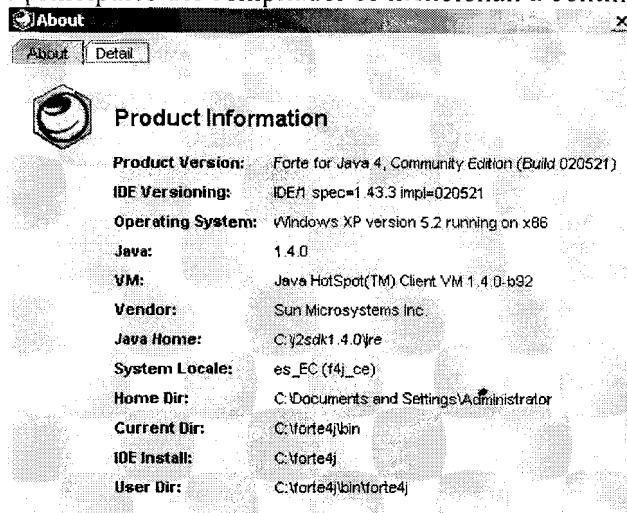 About
About Detail
Product Information
Product Version: Forte for Java 4, Community Edition (Build 020521)
IDE Versioning: IDE/1 spec=1.43.3 impl=020521
Operating System: Windows XP version 5.2 running on x86
Java: 1.4.0
VM: Java HotSpot(TM) Client VM 1.4.0-b92
Vendor: Sun Microsystems Inc.
Java Home: C:\j2sdk1.4.0\jre
System Locale: es_EC (f4j_ce)
Home Dir: C:\Documents and Settings\Administrator
Current Dir: C:\forte4j\bin
IDE Install: C:\forte4j
User Dir: C:\forte4j\bin\forte4j